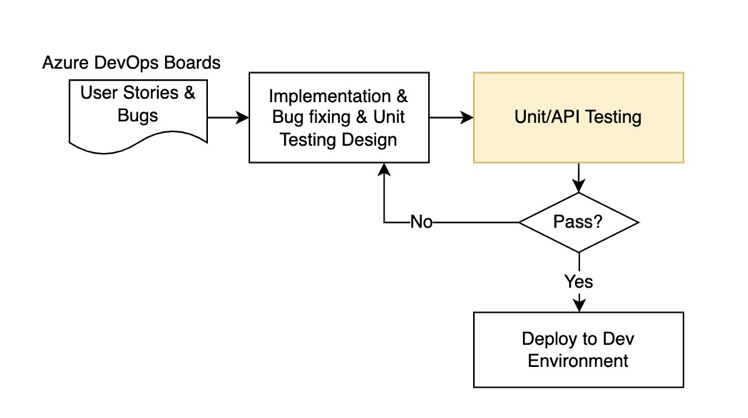 Azure DevOps Boards
User Stories &
Bugs
Implementation &
Bug fixing & Unit
Testing Design
Unit/API Testing
Pass?
No
Yes
Deploy to Dev
Environment